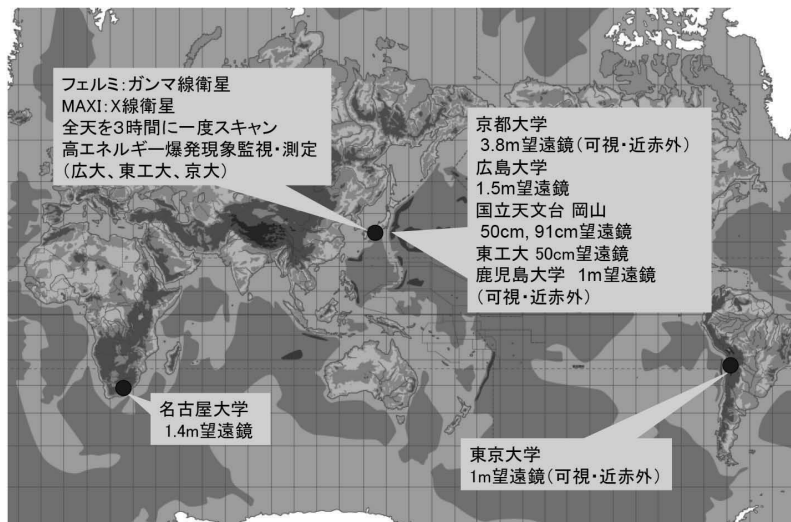 フェルミ:ガンマ線衛星
MAXI:X線衛星
全天を3時間に一度スキャン
高エネルギー爆発現象監視・測定
(広大、東工大、京大)
京都大学
3.8m望遠鏡(可視・近赤外)
広島大学
1.5m望遠鏡
国立天文台 岡山
50cm, 91cm望遠鏡
東工大 50cm望遠鏡
鹿児島大学 1m望遠鏡
(可視・近赤外)
名古屋大学
1.4m望遠鏡
東京大学
1m望遠鏡(可視・近赤外)